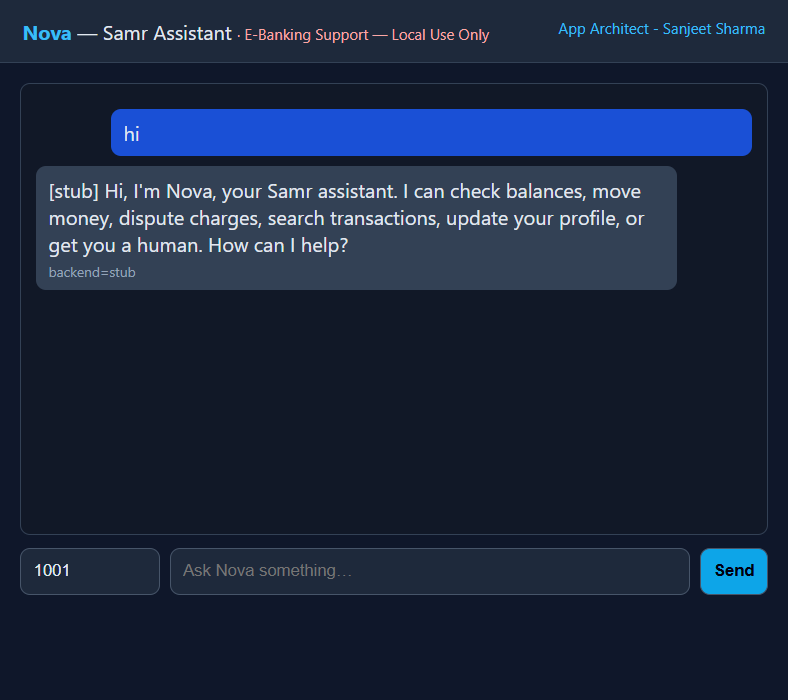 Nova — Samr Assistant · E-Banking Support — Local Use Only
App Architect - Sanjeet Sharma
hi
[stub] Hi, I'm Nova, your Samr assistant. I can check balances, move
money, dispute charges, search transactions, update your profile, or
get you a human. How can I help?
backend=stub
1001
Ask Nova something...
Send